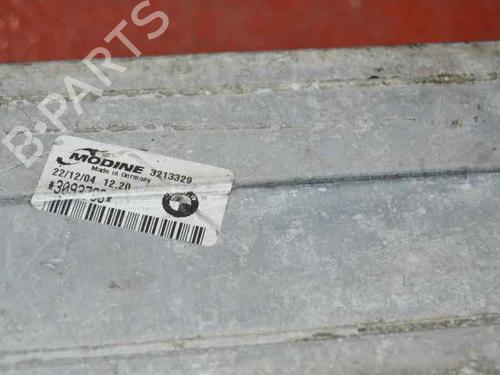 B-PARTS
MODINE 3213329
Made in Germany
22/12/04 12.20